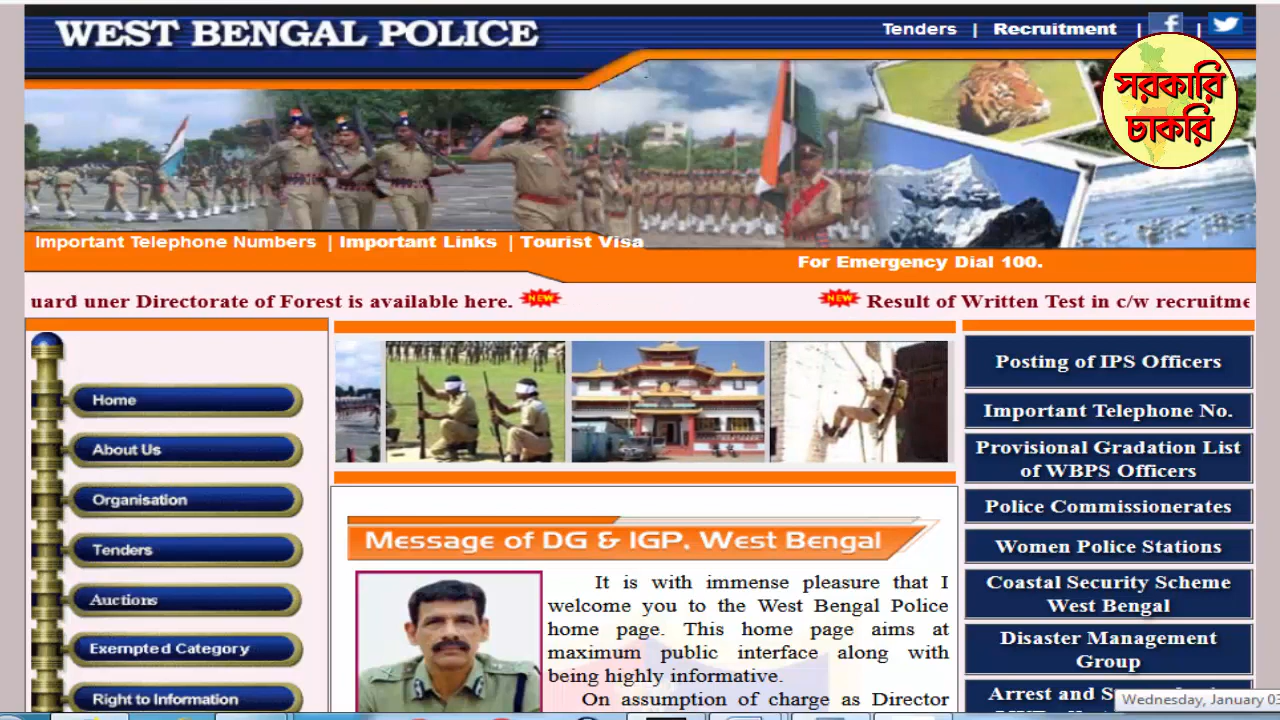 WEST BENGAL POLICE
Tenders | Recruitment | f |
সরকারি
চাকরি
Important Telephone Numbers | Important Links | Tourist Visa
For Emergency Dial 100.
uard uner Directorate of Forest is available here. NEW
NEW Result of Written Test in c/w recruitme
Home
About Us
Organisation
Tenders
Auctions
Exempted Category
Right to Information
Message of DG & IGP, West Bengal
It is with immense pleasure that I
welcome you to the West Bengal Police
home page. This home page aims at
maximum public interface along with
being highly informative.
On assumption of charge as Director
Posting of IPS Officers
Important Telephone No.
Provisional Gradation List
of WBPS Officers
Police Commissionerates
Women Police Stations
Coastal Security Scheme
West Bengal
Disaster Management
Group
Arrest and
Wednesday, January 03